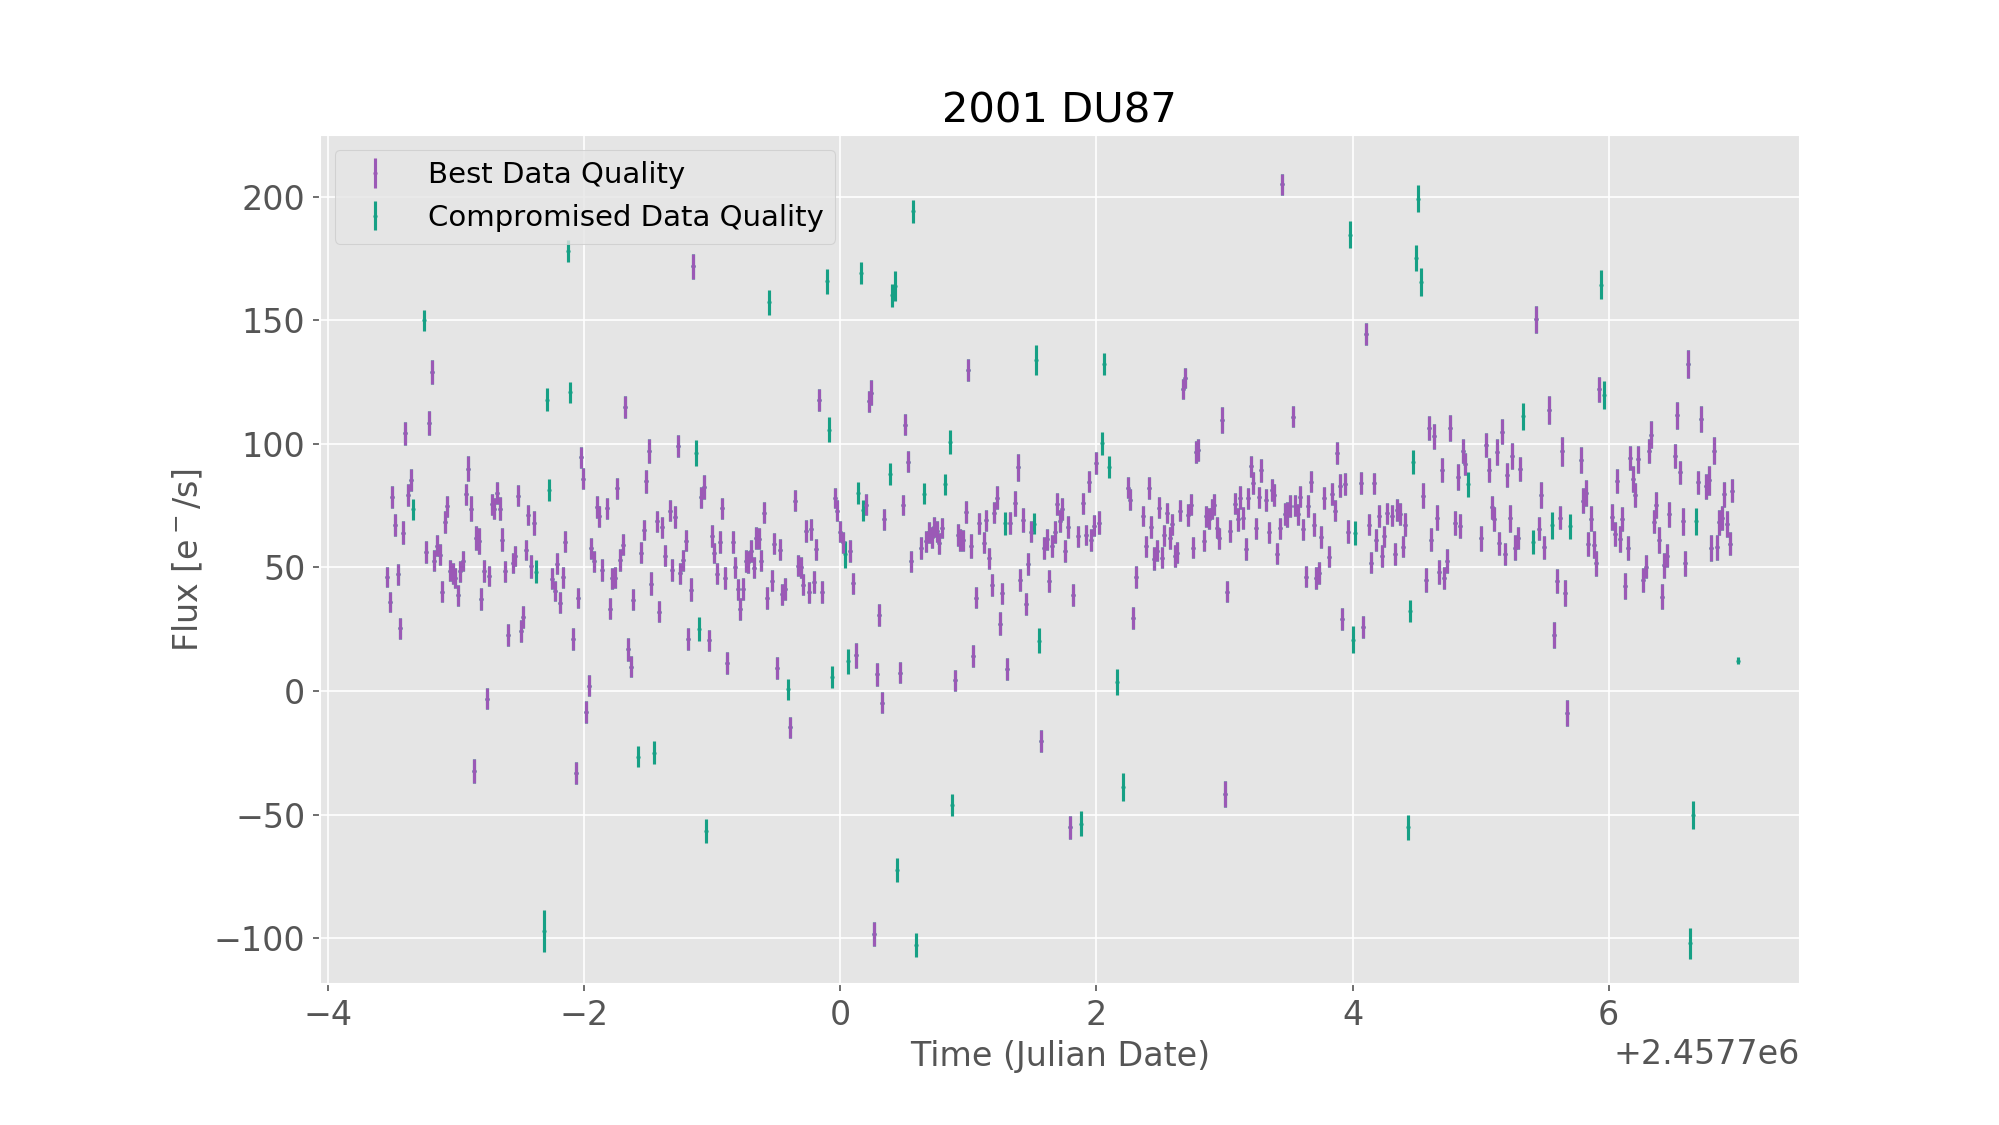 2001 DU87
Best Data Quality
Compromised Data Quality
200
150
100
50
0
−50
−100
Flux [e⁻/s]
−4 −2 0 2 4 6
Time (Julian Date)
+2.4577e6